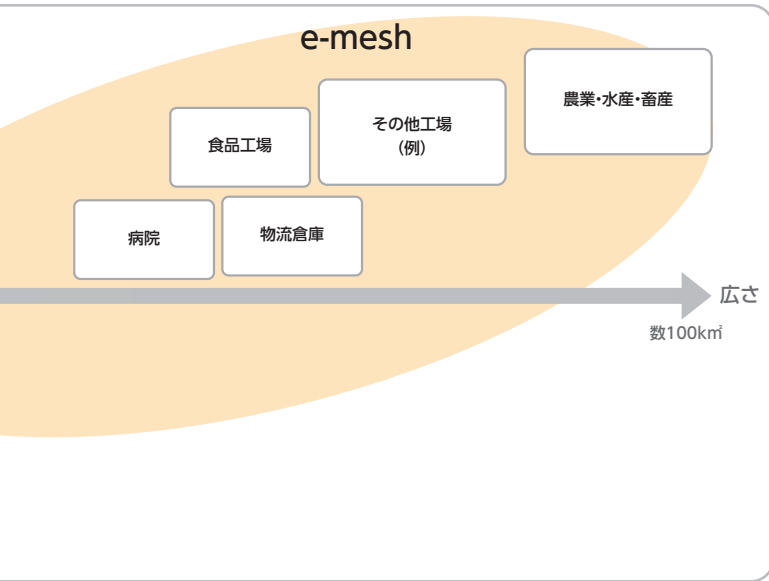 e-mesh
農業・水産・畜産
その他工場
(例)
食品工場
病院
物流倉庫
広さ
数100k㎡